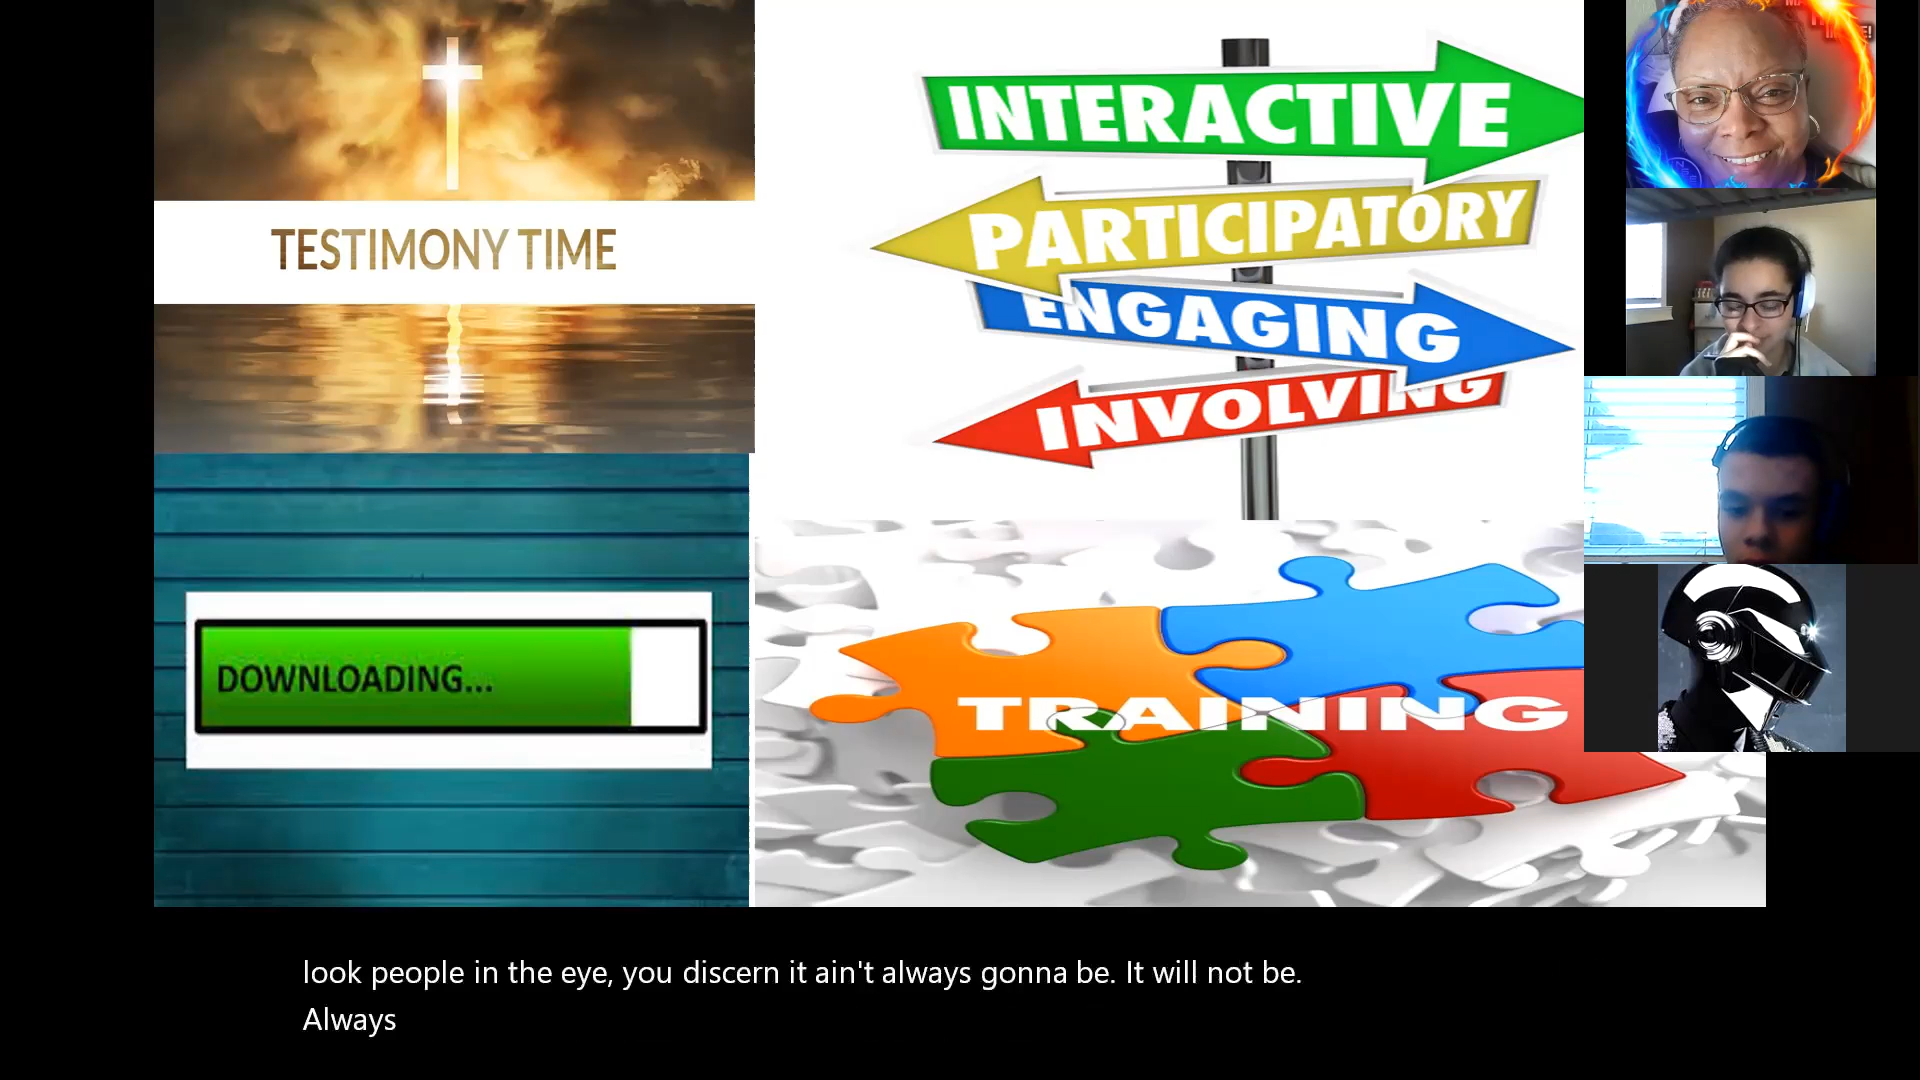 TESTIMONY TIME
INTERACTIVE
PARTICIPATORY
ENGAGING
INVOLVING
DOWNLOADING...
TRAINING
look people in the eye, you discern it ain't always gonna be. It will not be.
Always